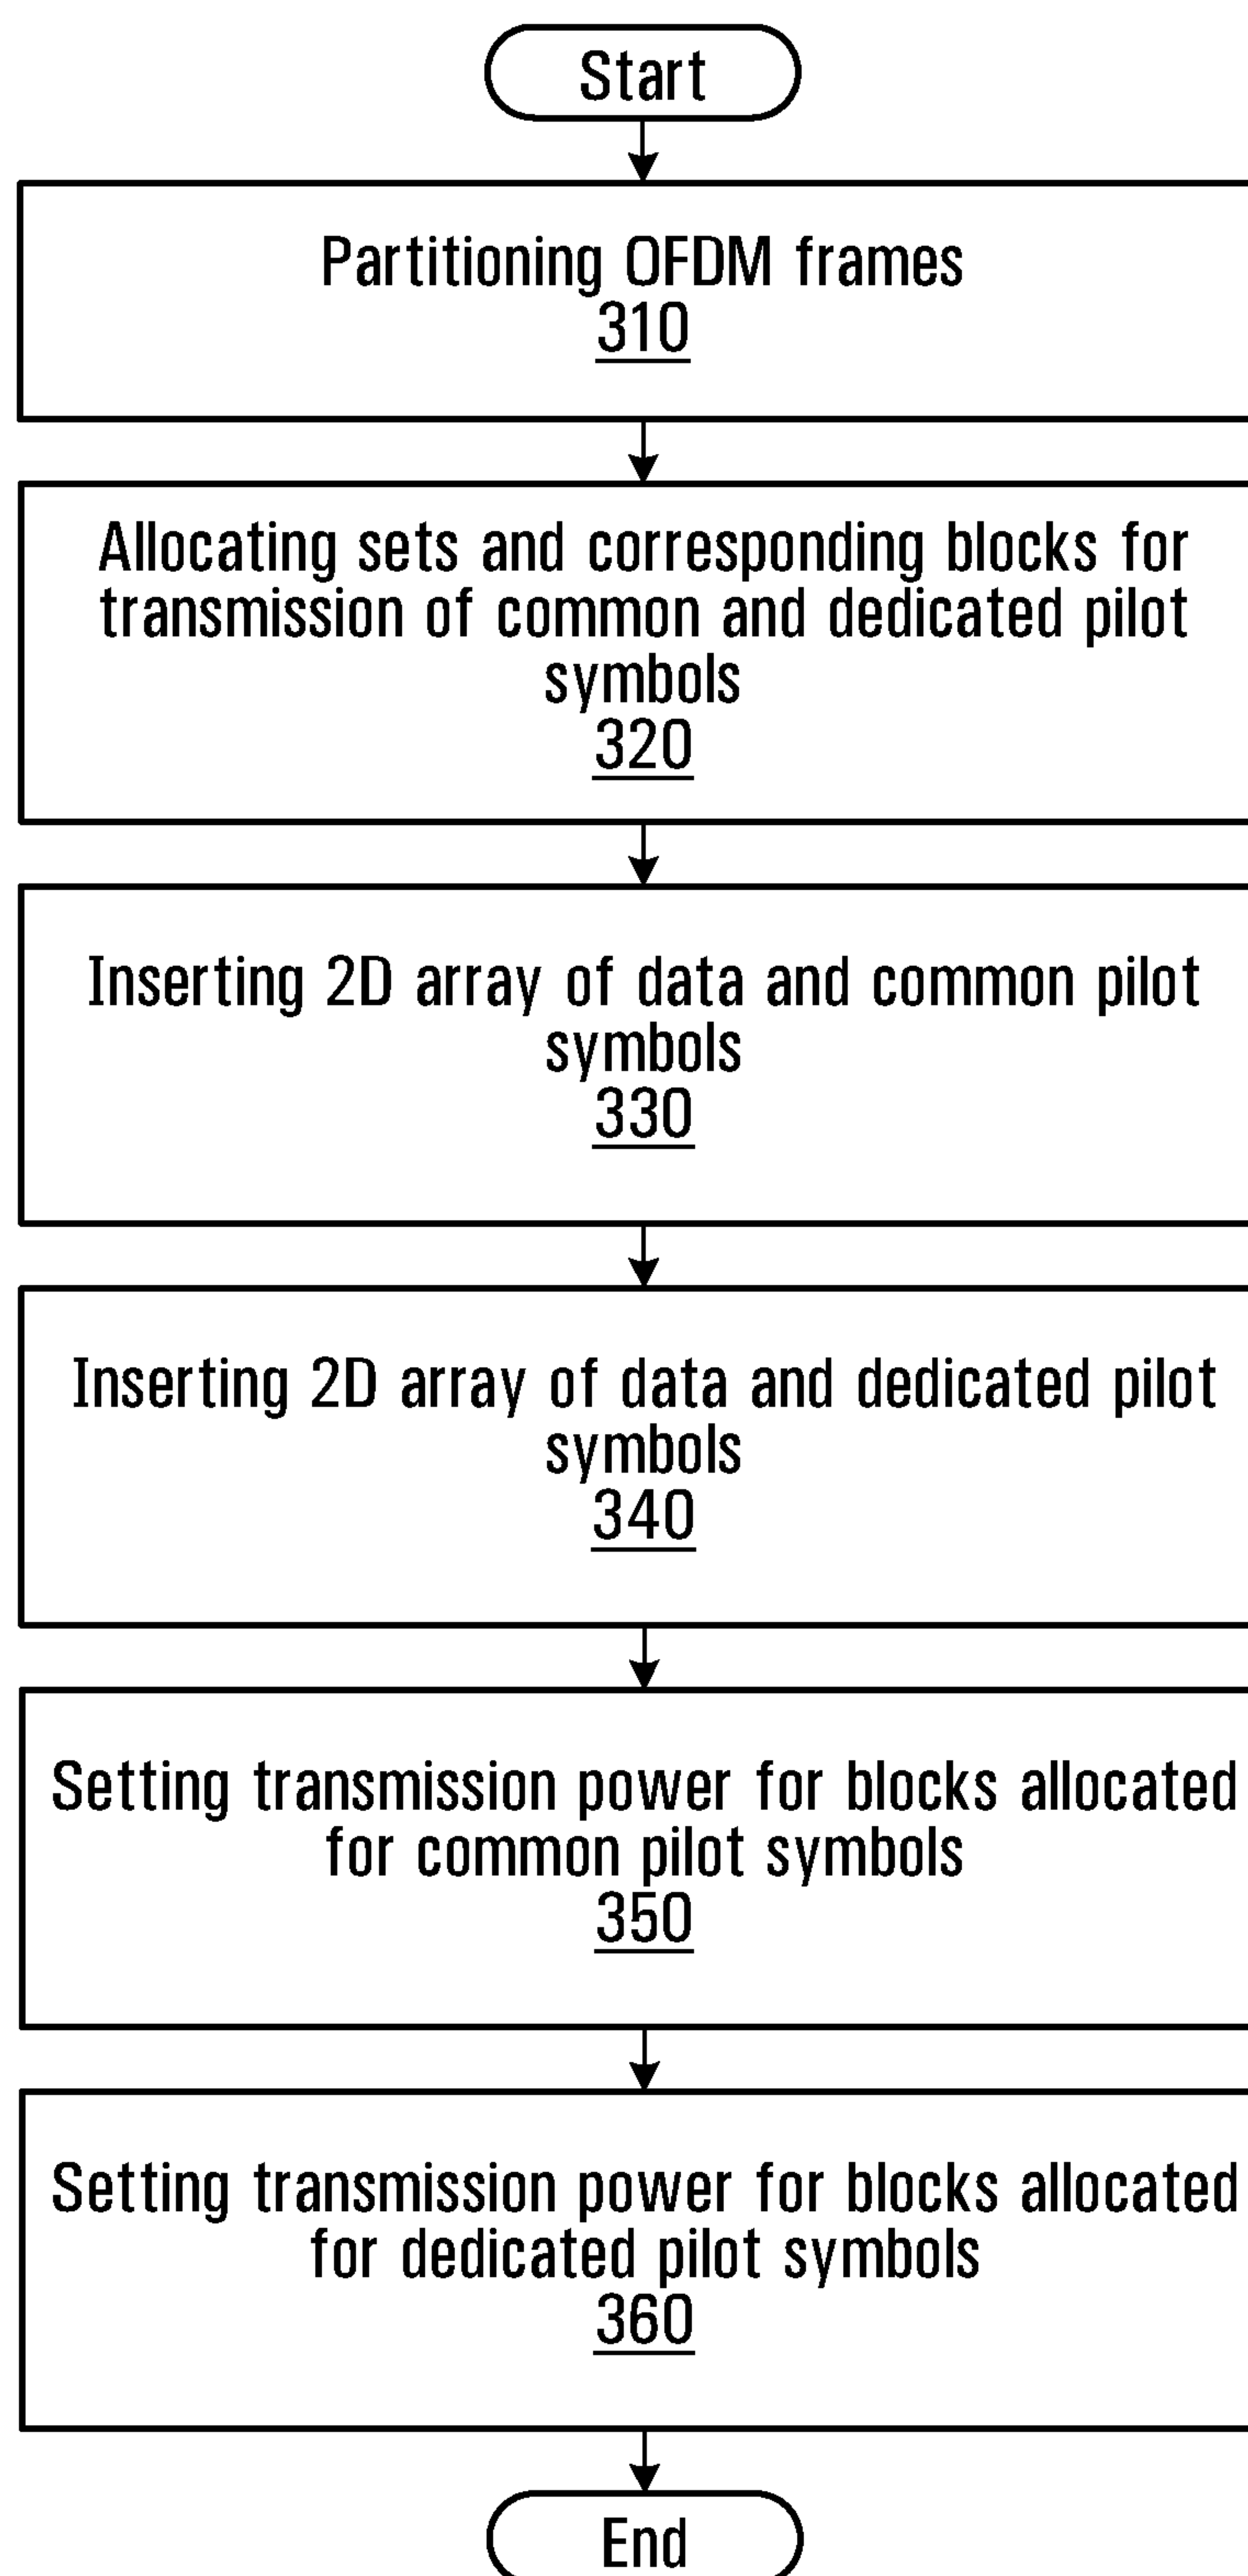 Start
Partitioning OFDM frames
310
Allocating sets and corresponding blocks for
transmission of common and dedicated pilot
symbols
320
Inserting 2D array of data and common pilot
symbols
330
Inserting 2D array of data and dedicated pilot
symbols
340
Setting transmission power for blocks allocated
for common pilot symbols
350
Setting transmission power for blocks allocated
for dedicated pilot symbols
360
End